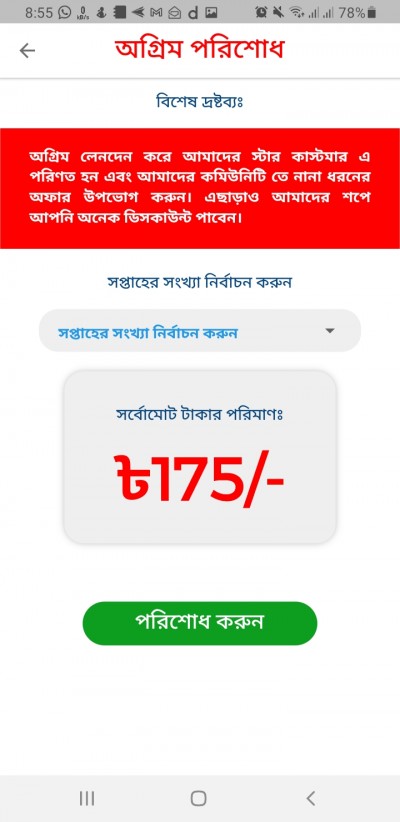 8:55 78%
অগ্রিম পরিশোধ
বিশেষ দ্রষ্টব্যঃ
অগ্রিম লেনদেন করে আমাদের স্টার কাস্টমার এ
পরিণত হন এবং আমাদের কমিউনিটি তে নানা ধরনের
অফার উপভোগ করুন। এছাড়াও আমাদের শপে
আপনি অনেক ডিসকাউন্ট পাবেন।
সপ্তাহের সংখ্যা নির্বাচন করুন
সপ্তাহের সংখ্যা নির্বাচন করুন
সর্বোমোট টাকার পরিমাণঃ
৳175/-
পরিশোধ করুন